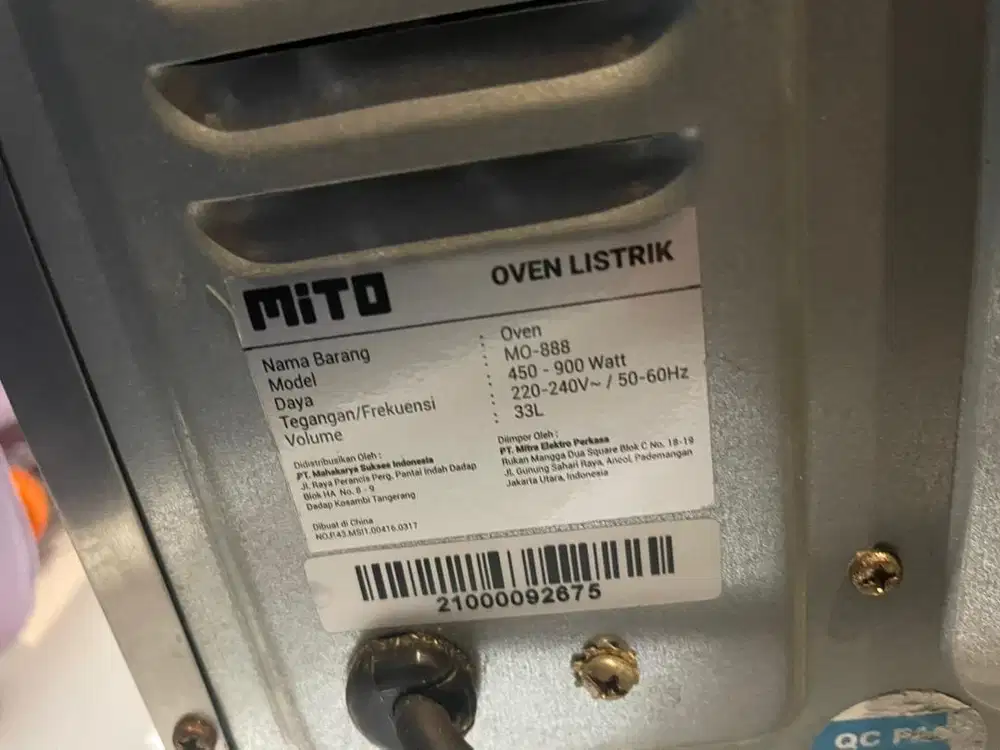 MiTO
OVEN LISTRIK
Nama Barang : Oven
Model : MO-888
Daya : 450 - 900 Watt
Tegangan/Frekuensi : 220-240V~ / 50-60Hz
Volume : 33L
Didistribusikan Oleh :
PT. Mahakarya Sukses Indonesia
Jl. Raya Perancis Perg, Pantai Indah Dadap
Blok HA No. 8 - 9
Dadap Kosambi Tangerang
Diimpor Oleh :
PT. Mitra Elektro Perkasa
Rukan Mangga Dua Square Blok C No. 18-19
Jl. Gunung Sahari Raya, Ancol, Pademangan
Jakarta Utara, Indonesia
Dibuat di China
NO.P.43.MSI1.00416.0317
21000092675
QC